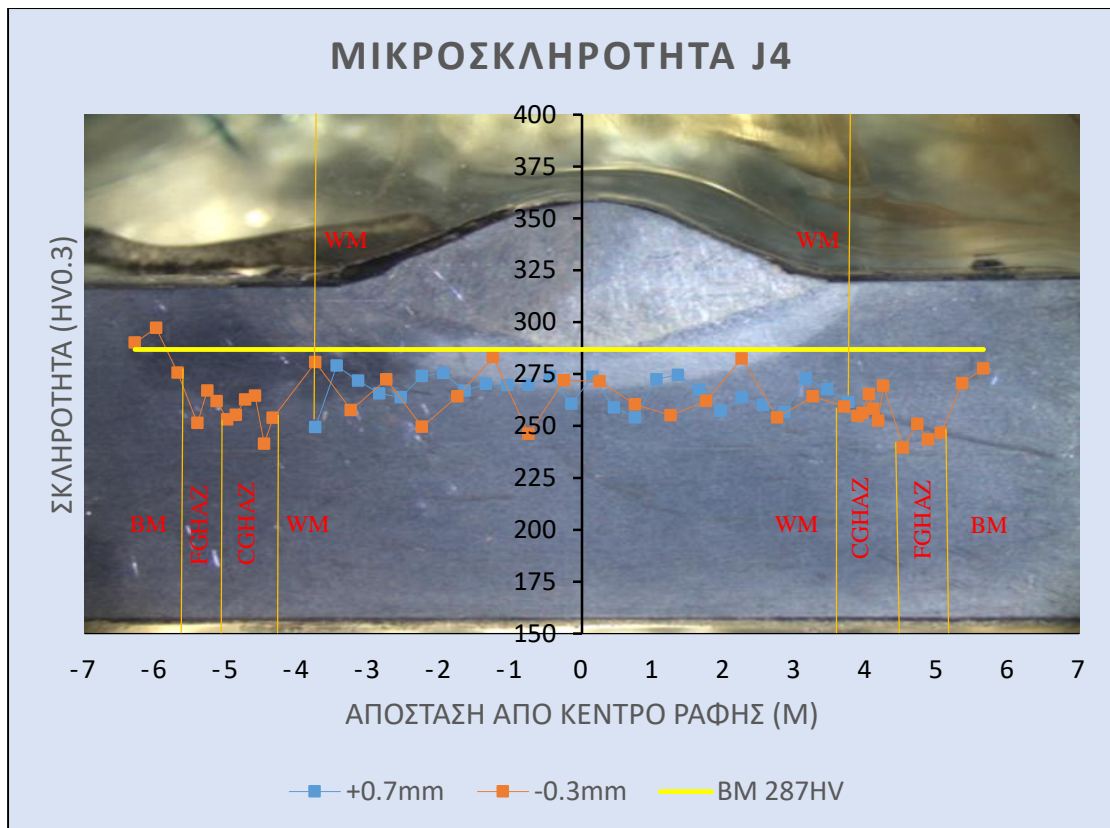 ΜΙΚΡΟΣΚΛΗΡΟΤΗΤΑ J4
ΣΚΛΗΡΟΤΗΤΑ (HV0.3)
400
375
350
325
300
275
250
225
200
175
150
WM
WM
BM
FGHAZ
CGHAZ
WM
WM
CGHAZ
FGHAZ
BM
-7 -6 -5 -4 -3 -2 -1 0 1 2 3 4 5 6 7
ΑΠΟΣΤΑΣΗ ΑΠΟ ΚΕΝΤΡΟ ΡΑΦΗΣ (Μ)
+0.7mm -0.3mm BM 287HV